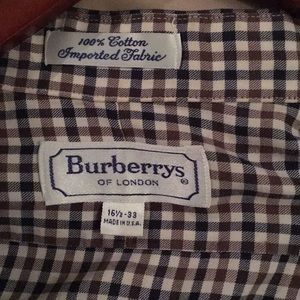 100% Cotton
Imported Fabric
Burberrys
OF LONDON ®
16½-33
MADE IN U.S.A.